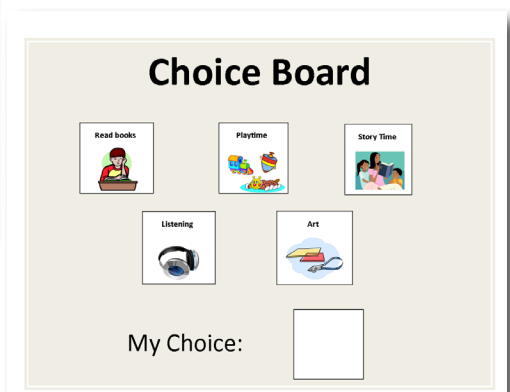 Choice Board
Read books
Playtime
Story Time
Listening
Art
My Choice: